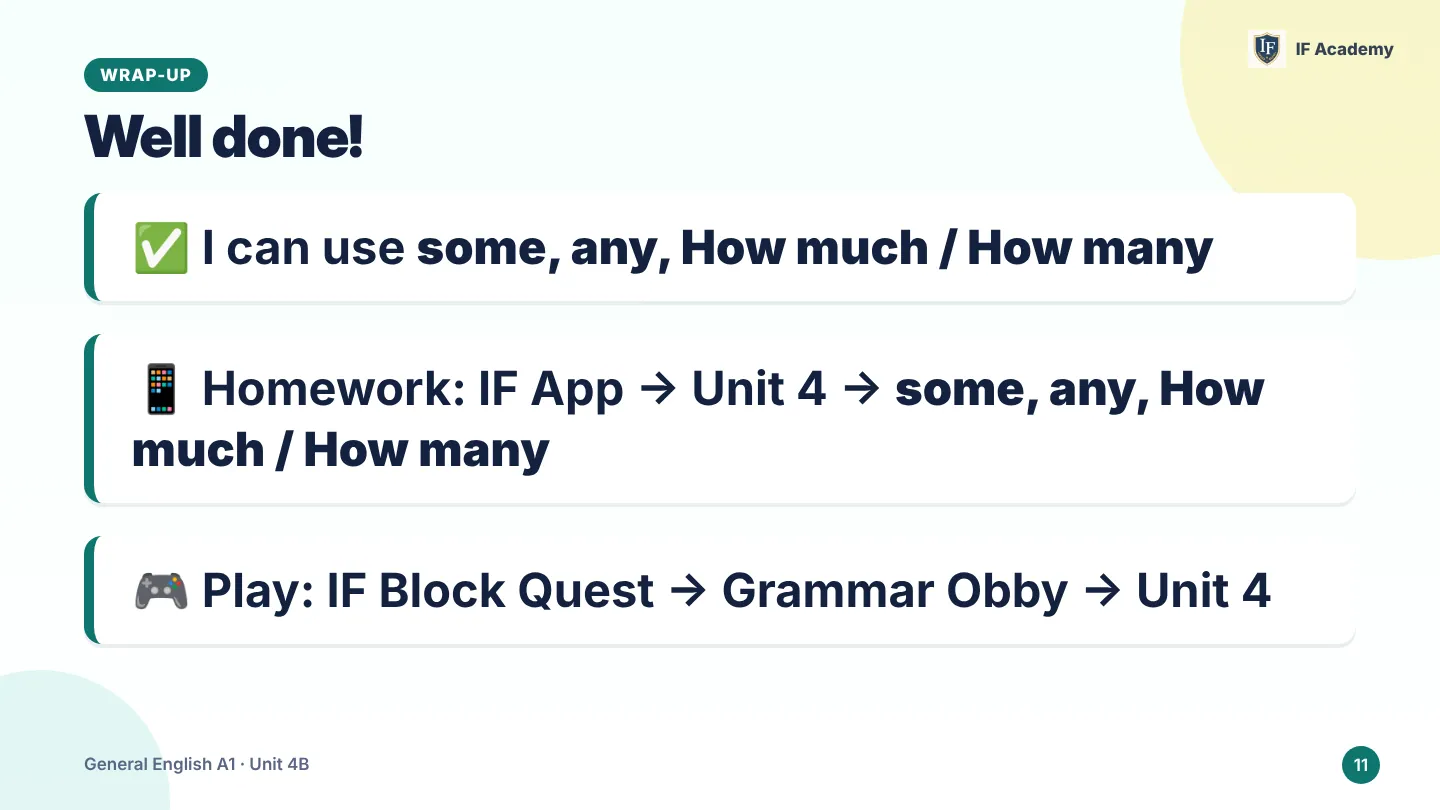 IF
IF Academy
WRAP-UP
Well done!
✅ I can use some, any, How much / How many
📱 Homework: IF App → Unit 4 → some, any, How
much / How many
🎮 Play: IF Block Quest → Grammar Obby → Unit 4
General English A1 · Unit 4B
11